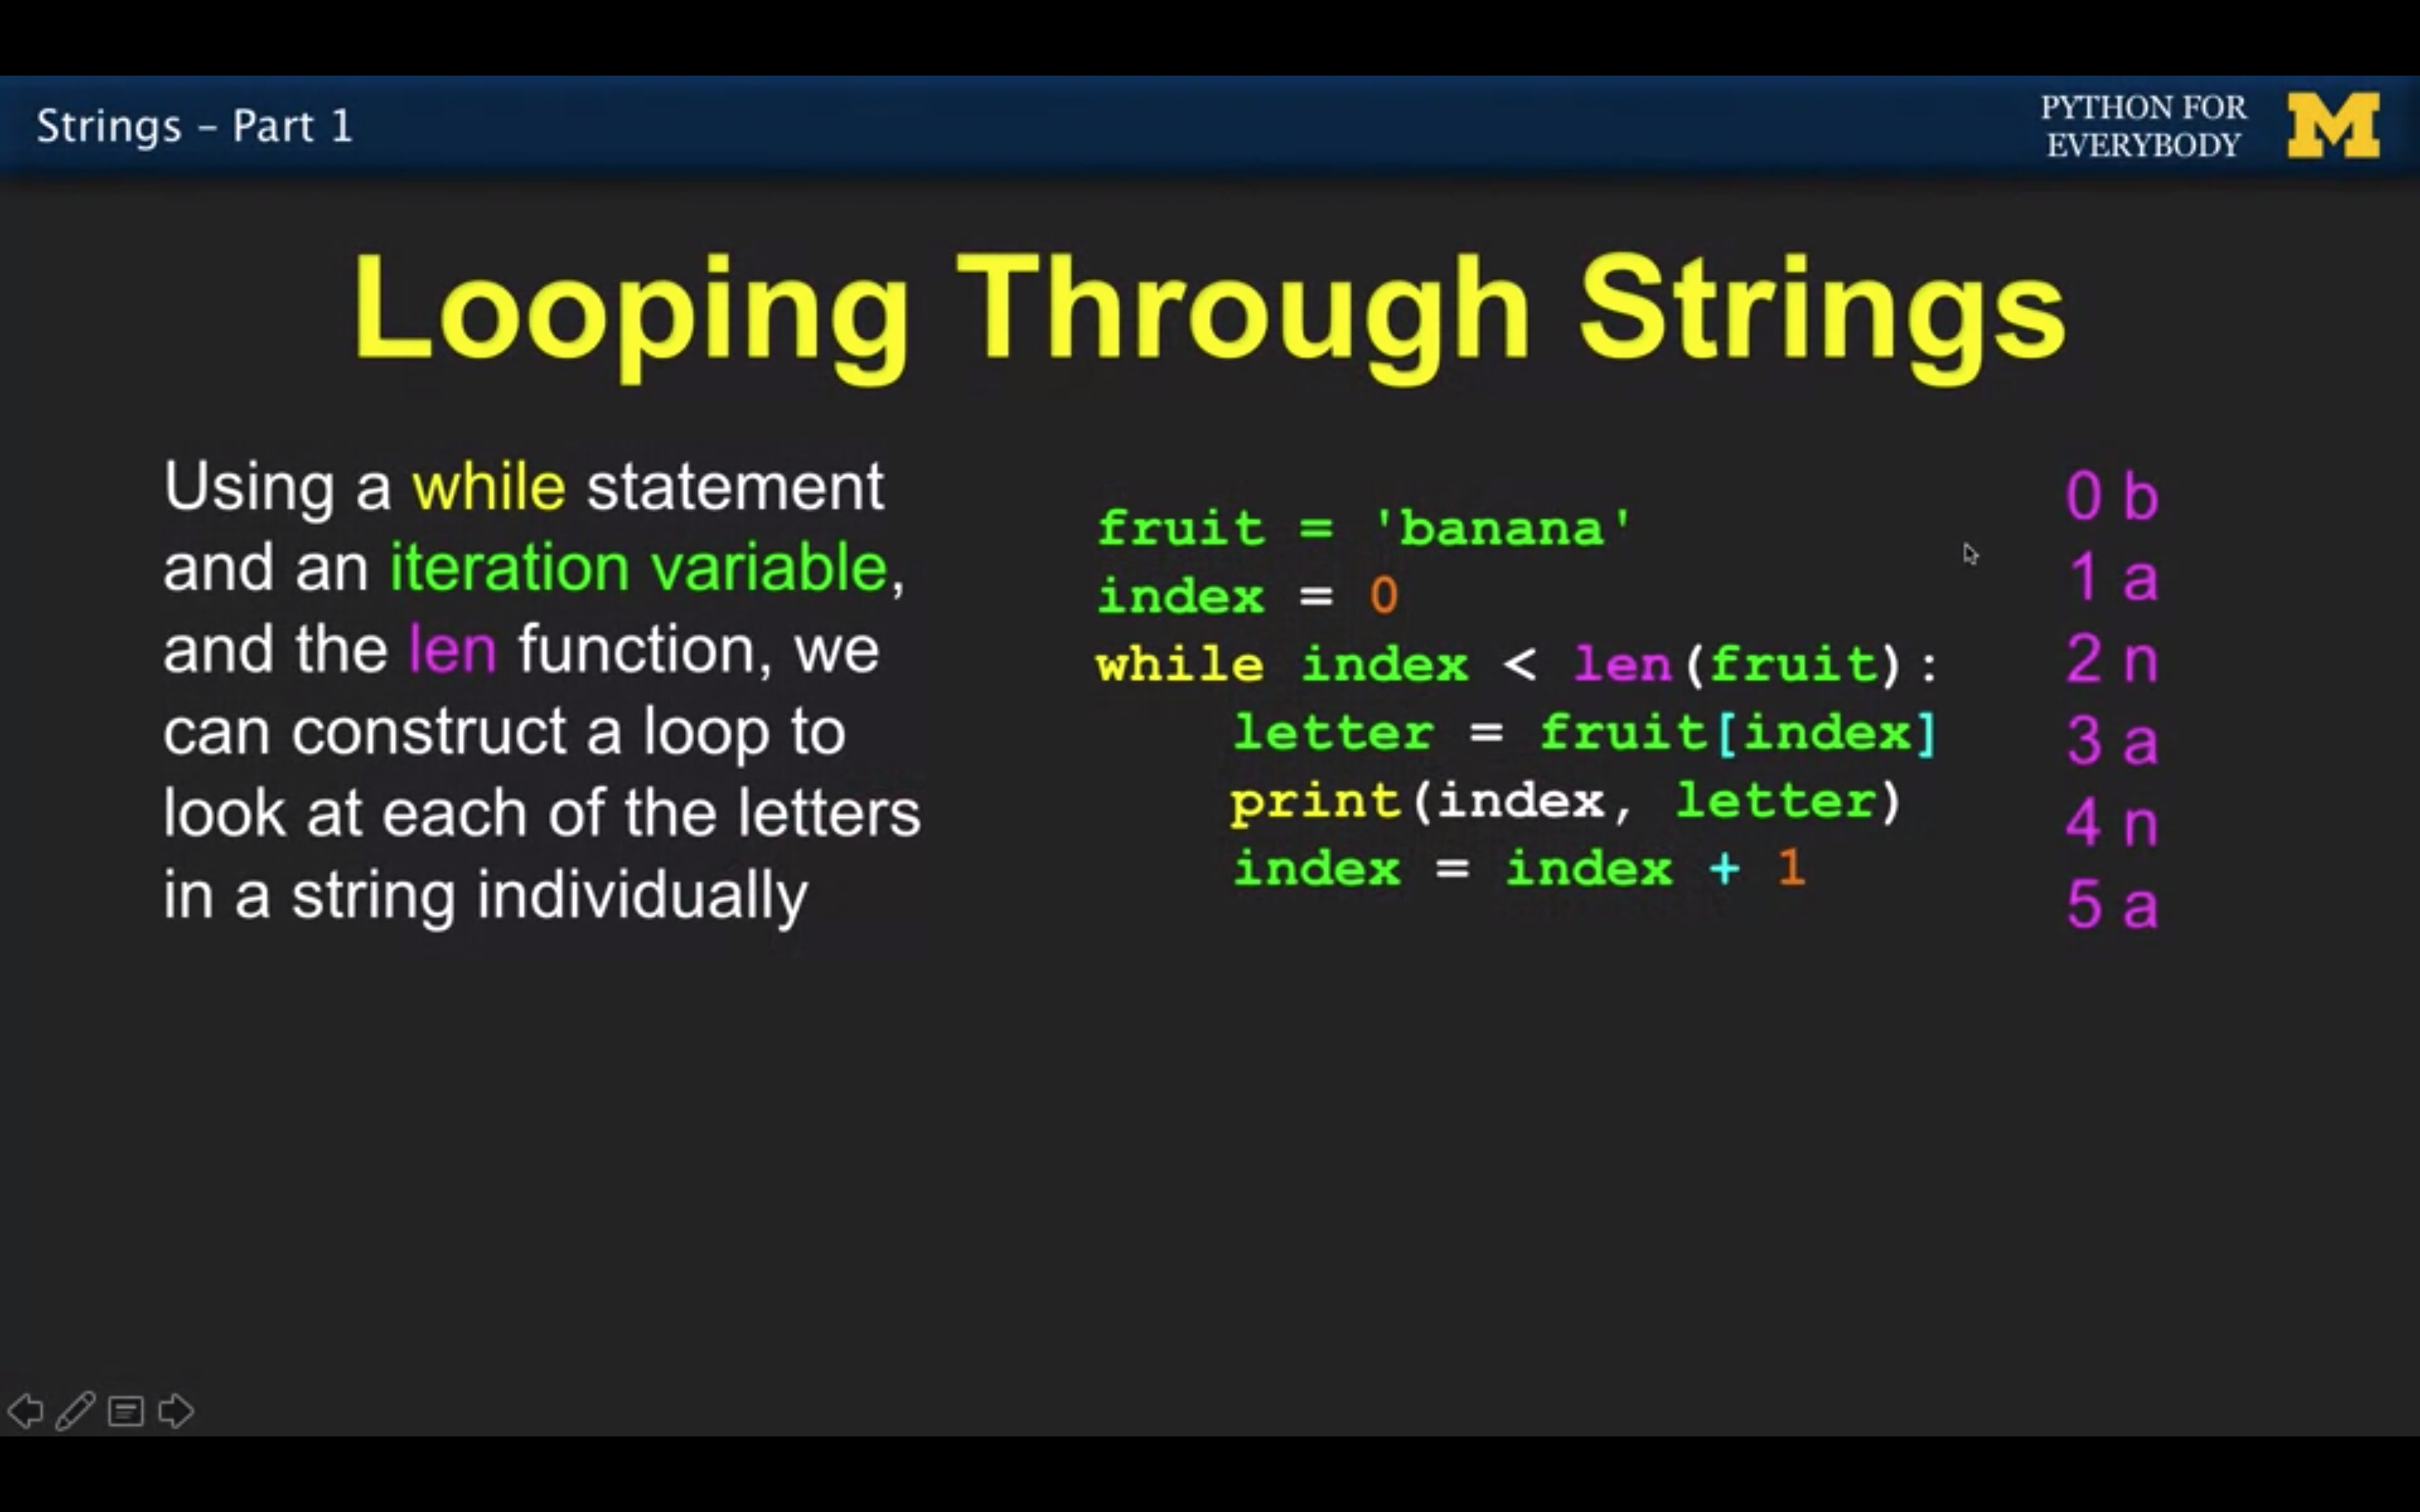 Strings – Part 1
PYTHON FOR
EVERYBODY
M
Looping Through Strings
Using a while statement
and an iteration variable,
and the len function, we
can construct a loop to
look at each of the letters
in a string individually
fruit = 'banana'
index = 0
while index < len(fruit):
    letter = fruit[index]
    print(index, letter)
    index = index + 1
0 b
1 a
2 n
3 a
4 n
5 a